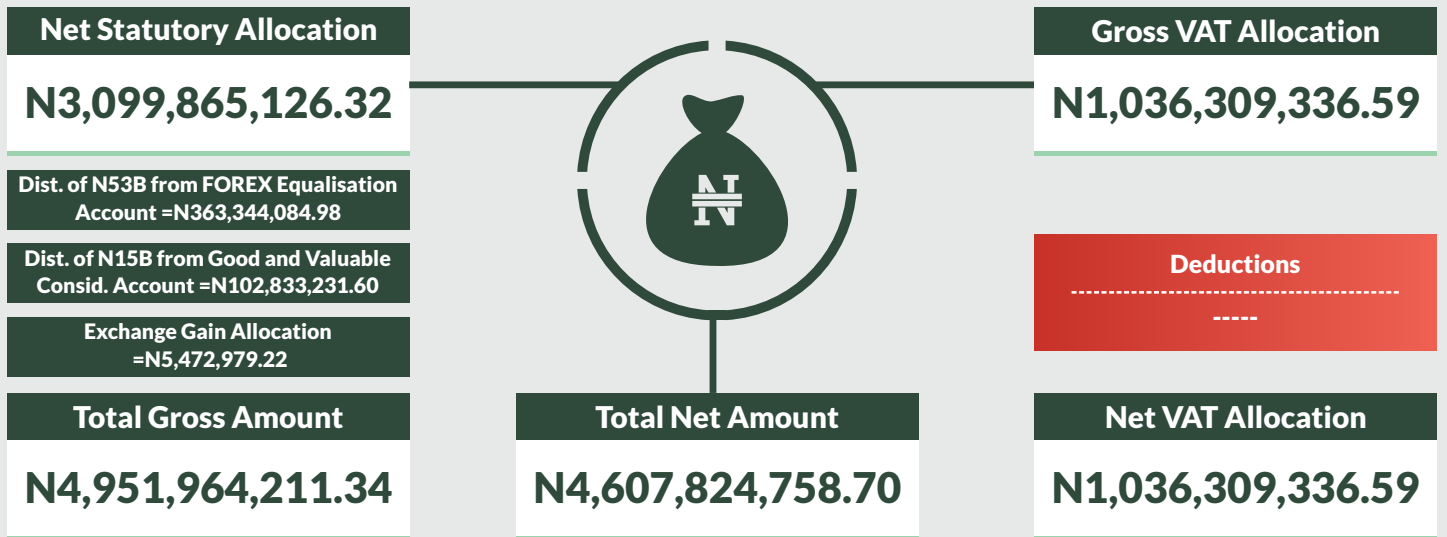 Net Statutory Allocation
N3,099,865,126.32
Dist. of N53B from FOREX Equalisation
Account =N363,344,084.98
Dist. of N15B from Good and Valuable
Consid. Account =N102,833,231.60
Exchange Gain Allocation
=N5,472,979.22
Total Gross Amount
N4,951,964,211.34
₦
Total Net Amount
N4,607,824,758.70
Gross VAT Allocation
N1,036,309,336.59
Deductions
--------------------------------------------
-----
Net VAT Allocation
N1,036,309,336.59